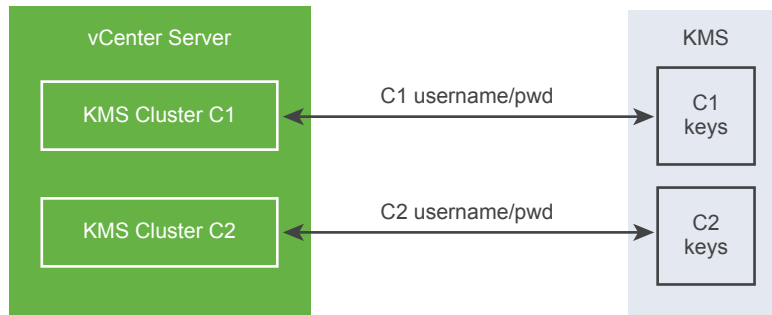 vCenter Server
KMS
KMS Cluster C1
C1 username/pwd
C1
keys
KMS Cluster C2
C2 username/pwd
C2
keys